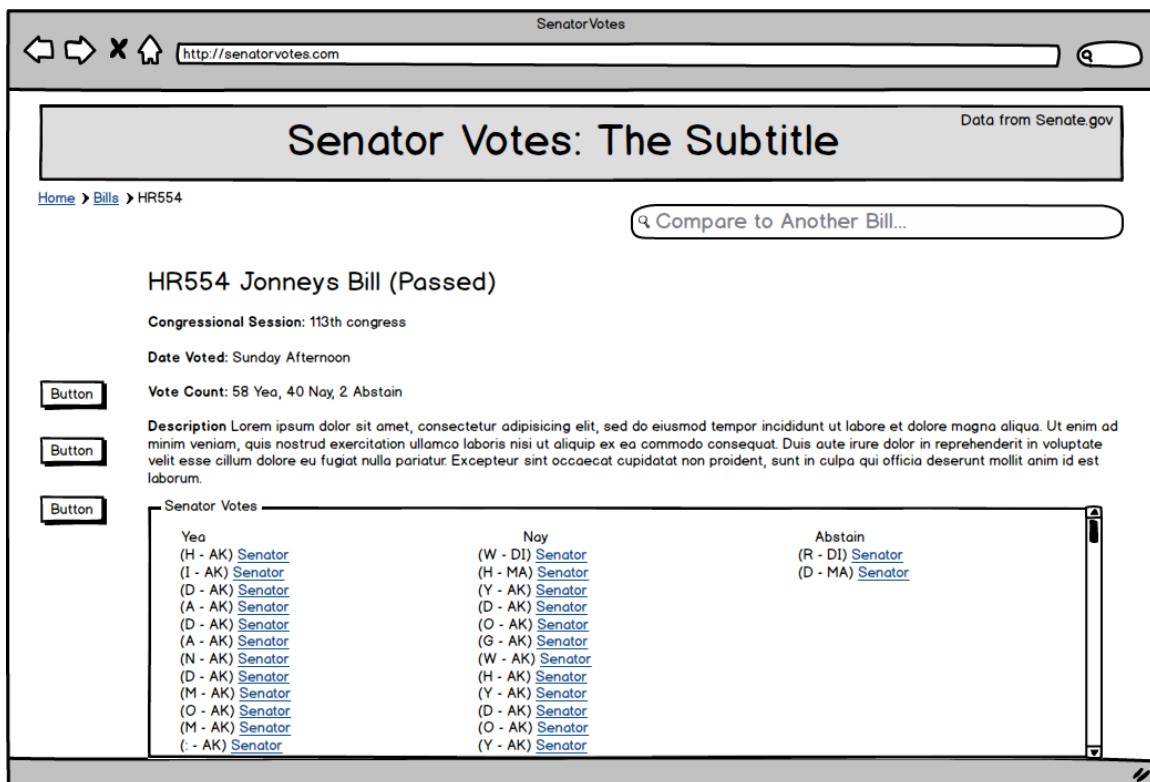 SenatorVotes
http://senatorvotes.com
Data from Senate.gov
Senator Votes: The Subtitle
Home > Bills > HR554
Compare to Another Bill...
HR554 Jonneys Bill (Passed)
Congressional Session: 113th congress
Date Voted: Sunday Afternoon
Button
Vote Count: 58 Yea, 40 Nay, 2 Abstain
Description Lorem ipsum dolor sit amet, consectetur adipisicing elit, sed do eiusmod tempor incididunt ut labore et dolore magna aliqua. Ut enim ad
minim veniam, quis nostrud exercitation ullamco laboris nisi ut aliquip ex ea commodo consequat. Duis aute irure dolor in reprehenderit in voluptate
velit esse cillum dolore eu fugiat nulla pariatur. Excepteur sint occaecat cupidatat non proident, sunt in culpa qui officia deserunt mollit anim id est
laborum.
Button
Button
Senator Votes
Yea
(H - AK) Senator
(I - AK) Senator
(D - AK) Senator
(A - AK) Senator
(D - AK) Senator
(A - AK) Senator
(N - AK) Senator
(D - AK) Senator
(M - AK) Senator
(O - AK) Senator
(M - AK) Senator
(: - AK) Senator
Nay
(W - DI) Senator
(H - MA) Senator
(Y - AK) Senator
(D - AK) Senator
(O - AK) Senator
(G - AK) Senator
(W - AK) Senator
(H - AK) Senator
(Y - AK) Senator
(D - AK) Senator
(O - AK) Senator
(Y - AK) Senator
Abstain
(R - DI) Senator
(D - MA) Senator